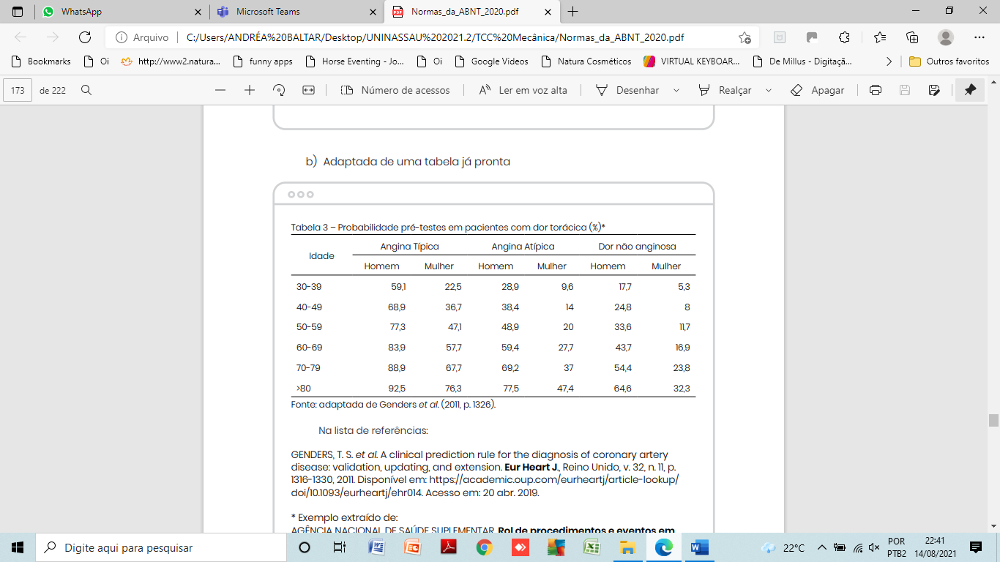 WhatsApp
Microsoft Teams
Normas_da_ABNT_2020.pdf
Arquivo C:/Users/ANDRÉA%20BALTAR/Desktop/UNINASSAU%202021.2/TCC%20Mecânica/Normas_da_ABNT_2020.pdf
Bookmarks Oi http://www2.natura... funny apps Horse Eventing - Jo... Oi Google Videos Natura Cosméticos VIRTUAL KEYBOAR... De Millus - Digitaçã... Outros favoritos
173 de 222 Número de acessos Ler em voz alta Desenhar Realçar Apagar
b) Adaptada de uma tabela já pronta
Tabela 3 – Probabilidade pré-testes em pacientes com dor torácica (%)*
Idade Angina Típica Angina Atípica Dor não anginosa
Homem Mulher Homem Mulher Homem Mulher
30-39 59,1 22,5 28,9 9,6 17,7 5,3
40-49 68,9 36,7 38,4 14 24,8 8
50-59 77,3 47,1 48,9 20 33,6 11,7
60-69 83,9 57,7 59,4 27,7 43,7 16,9
70-79 88,9 67,7 69,2 37 54,4 23,8
>80 92,5 76,3 77,5 47,4 64,6 32,3
Fonte: adaptada de Genders et al. (2011, p. 1326).
Na lista de referências:
GENDERS, T. S. et al. A clinical prediction rule for the diagnosis of coronary artery
disease: validation, updating, and extension. Eur Heart J., Reino Unido, v. 32, n. 11, p.
1316-1330, 2011. Disponível em: https://academic.oup.com/eurheartj/article-lookup/
doi/10.1093/eurheartj/ehr014. Acesso em: 20 abr. 2019.
* Exemplo extraído de:
AGÊNCIA NACIONAL DE SAÚDE SUPLEMENTAR. Rol de procedimentos e eventos em
Digite aqui para pesquisar
22°C
POR
PTB2
22:41
14/08/2021